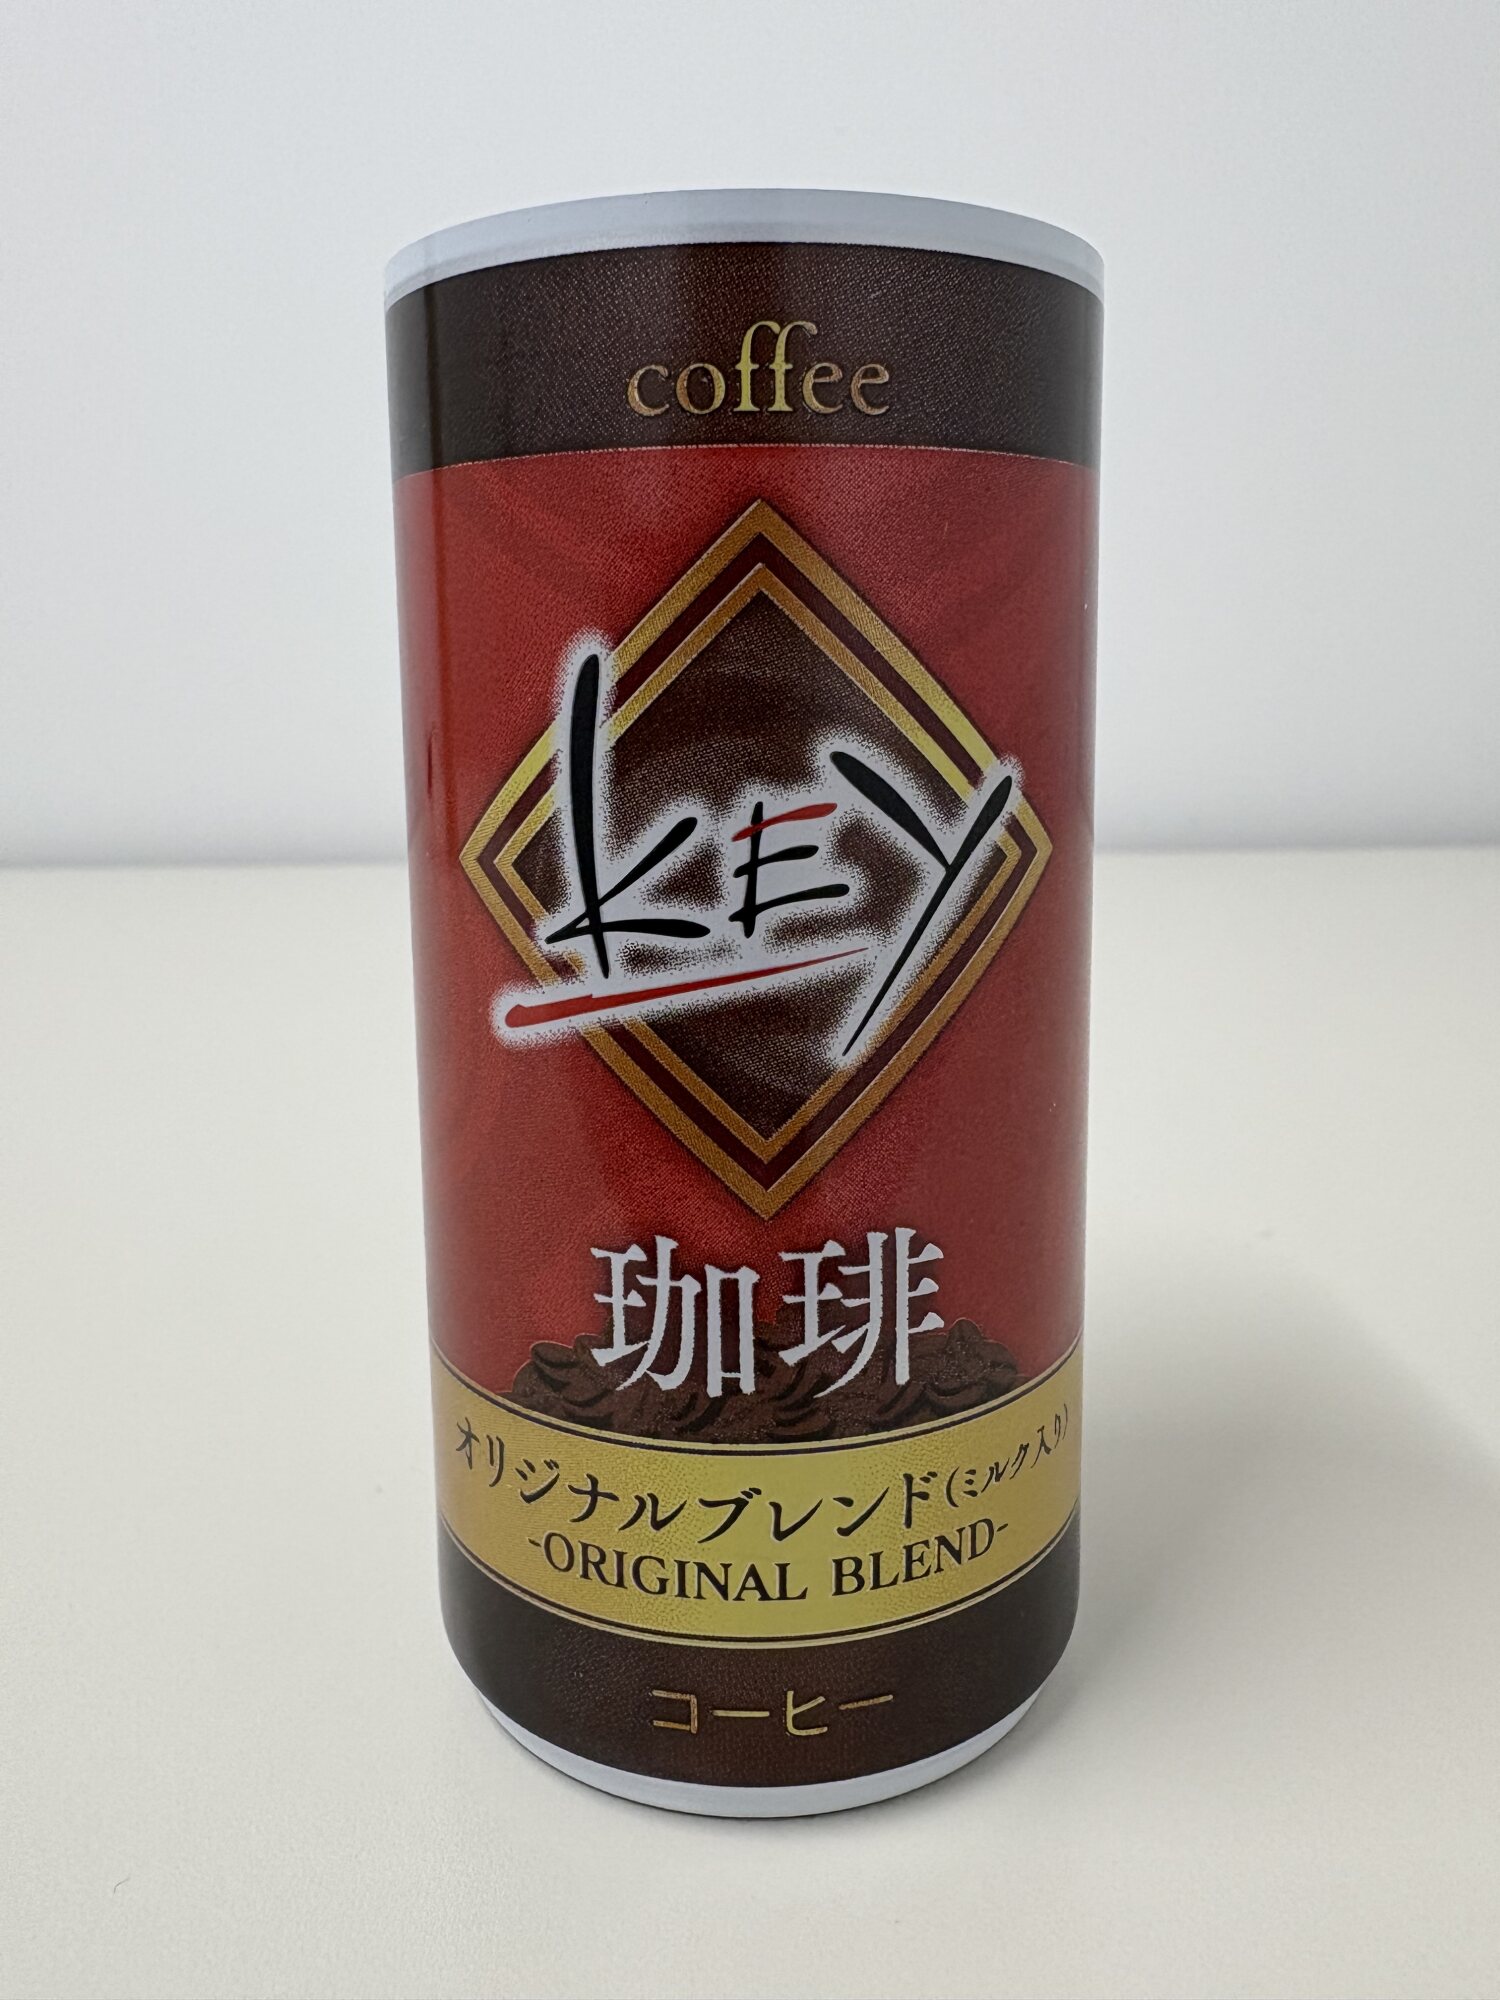 coffee
KEY
珈琲
オリジナルブレンド(ミルク入り)
-ORIGINAL BLEND-
コーヒー